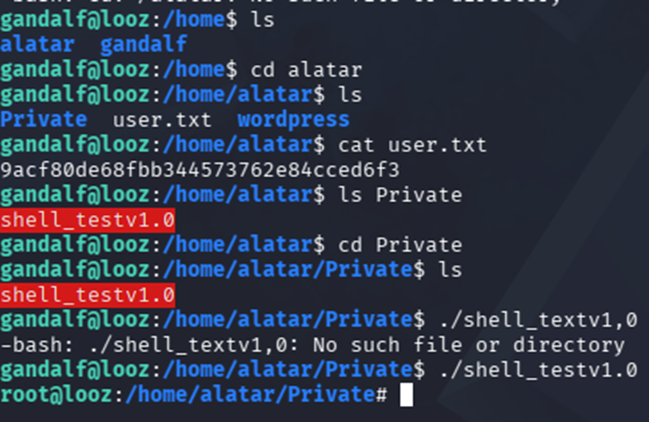 gandalf@looz:/home$ ls
alatar gandalf
gandalf@looz:/home$ cd alatar
gandalf@looz:/home/alatar$ ls
Private user.txt wordpress
gandalf@looz:/home/alatar$ cat user.txt
9acf80de68fbb344573762e84cced6f3
gandalf@looz:/home/alatar$ ls Private
shell_testv1.0
gandalf@looz:/home/alatar$ cd Private
gandalf@looz:/home/alatar/Private$ ls
shell_testv1.0
gandalf@looz:/home/alatar/Private$ ./shell_textv1,0
-bash: ./shell_textv1,0: No such file or directory
gandalf@looz:/home/alatar/Private$ ./shell_testv1.0
root@looz:/home/alatar/Private#